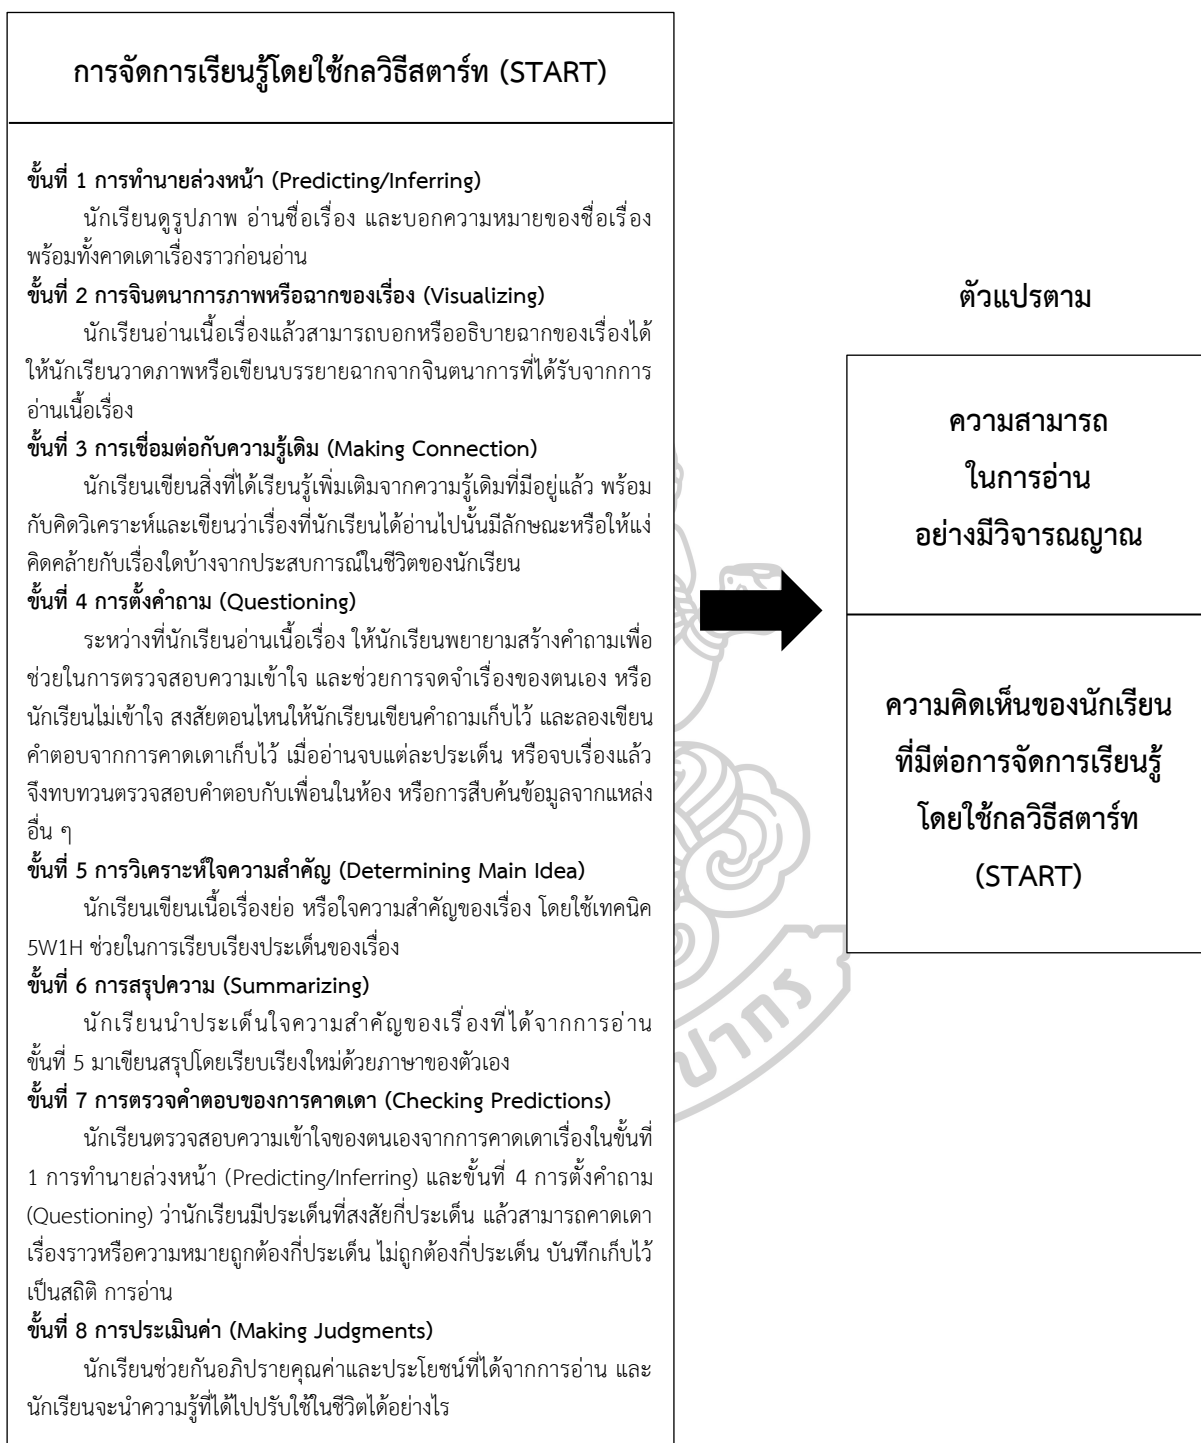 การจัดการเรียนรู้โดยใช้กลวิธีสตาร์ท (START)
ขั้นที่ 1 การทำนายล่วงหน้า (Predicting/Inferring)
นักเรียนดูรูปภาพ อ่านชื่อเรื่อง และบอกความหมายของชื่อเรื่อง
พร้อมทั้งคาดเดาเรื่องราวก่อนอ่าน
ขั้นที่ 2 การจินตนาการภาพหรือฉากของเรื่อง (Visualizing)
นักเรียนอ่านเนื้อเรื่องแล้วสามารถบอกหรืออธิบายฉากของเรื่องได้
ให้นักเรียนวาดภาพหรือเขียนบรรยายฉากจากจินตนาการที่ได้รับจากการ
อ่านเนื้อเรื่อง
ขั้นที่ 3 การเชื่อมต่อกับความรู้เดิม (Making Connection)
นักเรียนเขียนสิ่งที่ได้เรียนรู้เพิ่มเติมจากความรู้เดิมที่มีอยู่แล้ว พร้อม
กับคิดวิเคราะห์และเขียนว่าเรื่องที่นักเรียนได้อ่านไปนั้นมีลักษณะหรือให้แง่
คิดคล้ายกับเรื่องใดบ้างจากประสบการณ์ในชีวิตของนักเรียน
ขั้นที่ 4 การตั้งคำถาม (Questioning)
ระหว่างที่นักเรียนอ่านเนื้อเรื่อง ให้นักเรียนพยายามสร้างคำถามเพื่อ
ช่วยในการตรวจสอบความเข้าใจ และช่วยการจดจำเรื่องของตนเอง หรือ
นักเรียนไม่เข้าใจ สงสัยตอนไหนให้นักเรียนเขียนคำถามเก็บไว้ และลองเขียน
คำตอบจากการคาดเดาเก็บไว้ เมื่ออ่านจบแต่ละประเด็น หรือจบเรื่องแล้ว
จึงทบทวนตรวจสอบคำตอบกับเพื่อนในห้อง หรือการสืบค้นข้อมูลจากแหล่ง
อื่น ๆ
ขั้นที่ 5 การวิเคราะห์ใจความสำคัญ (Determining Main Idea)
นักเรียนเขียนเนื้อเรื่องย่อ หรือใจความสำคัญของเรื่อง โดยใช้เทคนิค
5W1H ช่วยในการเรียบเรียงประเด็นของเรื่อง
ขั้นที่ 6 การสรุปความ (Summarizing)
นักเรียนนำประเด็นใจความสำคัญของเรื่องที่ได้จากการอ่าน
ขั้นที่ 5 มาเขียนสรุปโดยเรียบเรียงใหม่ด้วยภาษาของตัวเอง
ขั้นที่ 7 การตรวจคำตอบของการคาดเดา (Checking Predictions)
นักเรียนตรวจสอบความเข้าใจของตนเองจากการคาดเดาเรื่องในขั้นที่
1 การทำนายล่วงหน้า (Predicting/Inferring) และขั้นที่ 4 การตั้งคำถาม
(Questioning) ว่านักเรียนมีประเด็นที่สงสัยกี่ประเด็น แล้วสามารถคาดเดา
เรื่องราวหรือความหมายถูกต้องกี่ประเด็น ไม่ถูกต้องกี่ประเด็น บันทึกเก็บไว้
เป็นสถิติ การอ่าน
ขั้นที่ 8 การประเมินค่า (Making Judgments)
นักเรียนช่วยกันอภิปรายคุณค่าและประโยชน์ที่ได้จากการอ่าน และ
นักเรียนจะนำความรู้ที่ได้ไปปรับใช้ในชีวิตได้อย่างไร
ตัวแปรตาม
ความสามารถ
ในการอ่าน
อย่างมีวิจารณญาณ
ความคิดเห็นของนักเรียน
ที่มีต่อการจัดการเรียนรู้
โดยใช้กลวิธีสตาร์ท
(START)
ปากร